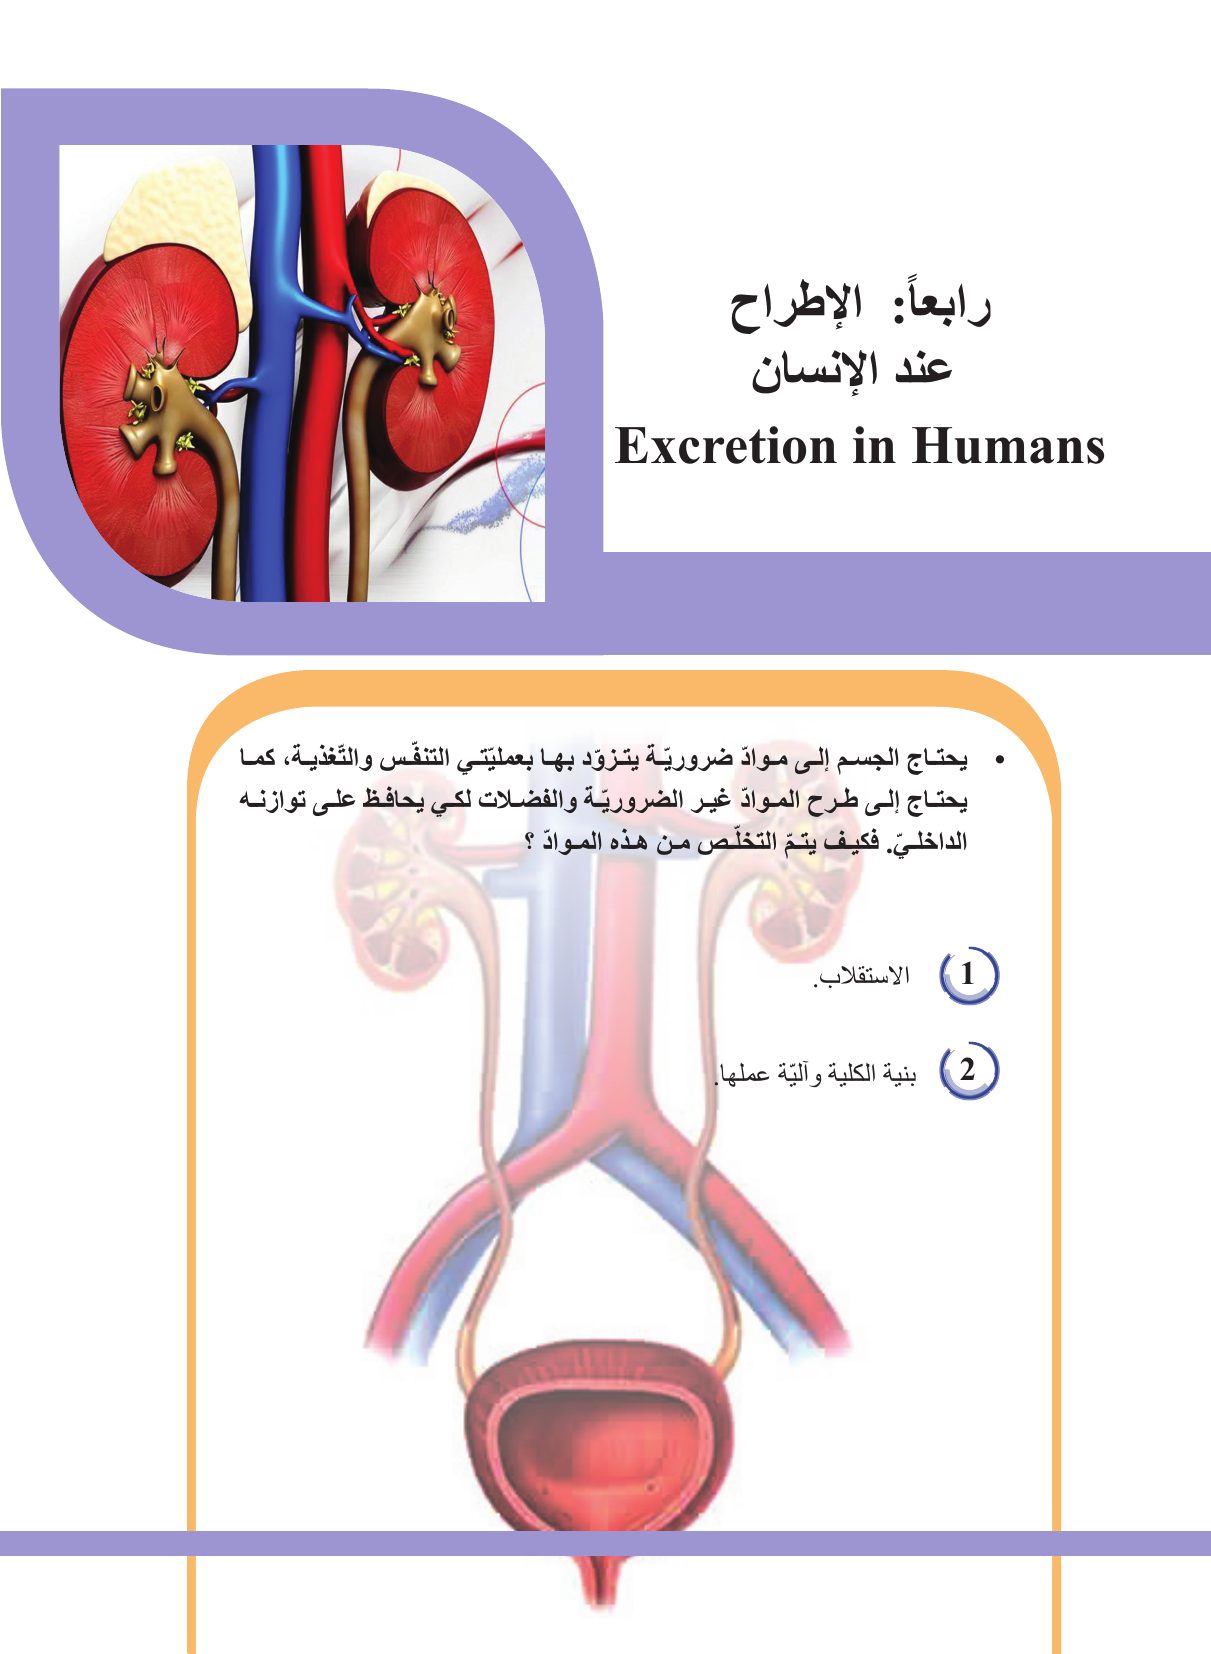 رابعاً: الإطراح
عند الإنسان
Excretion in Humans
• يحتاج الجسم إلى موادّ ضروريّة يتزوّد بها بعمليّتي التنفّس والتّغذية، كما
يحتاج إلى طرح الموادّ غير الضروريّة والفضلات لكي يحافظ على توازنه
الداخليّ. فكيف يتمّ التخلّص من هذه الموادّ ؟
1 الاستقلاب.
2 بنية الكلية وآليّة عملها.